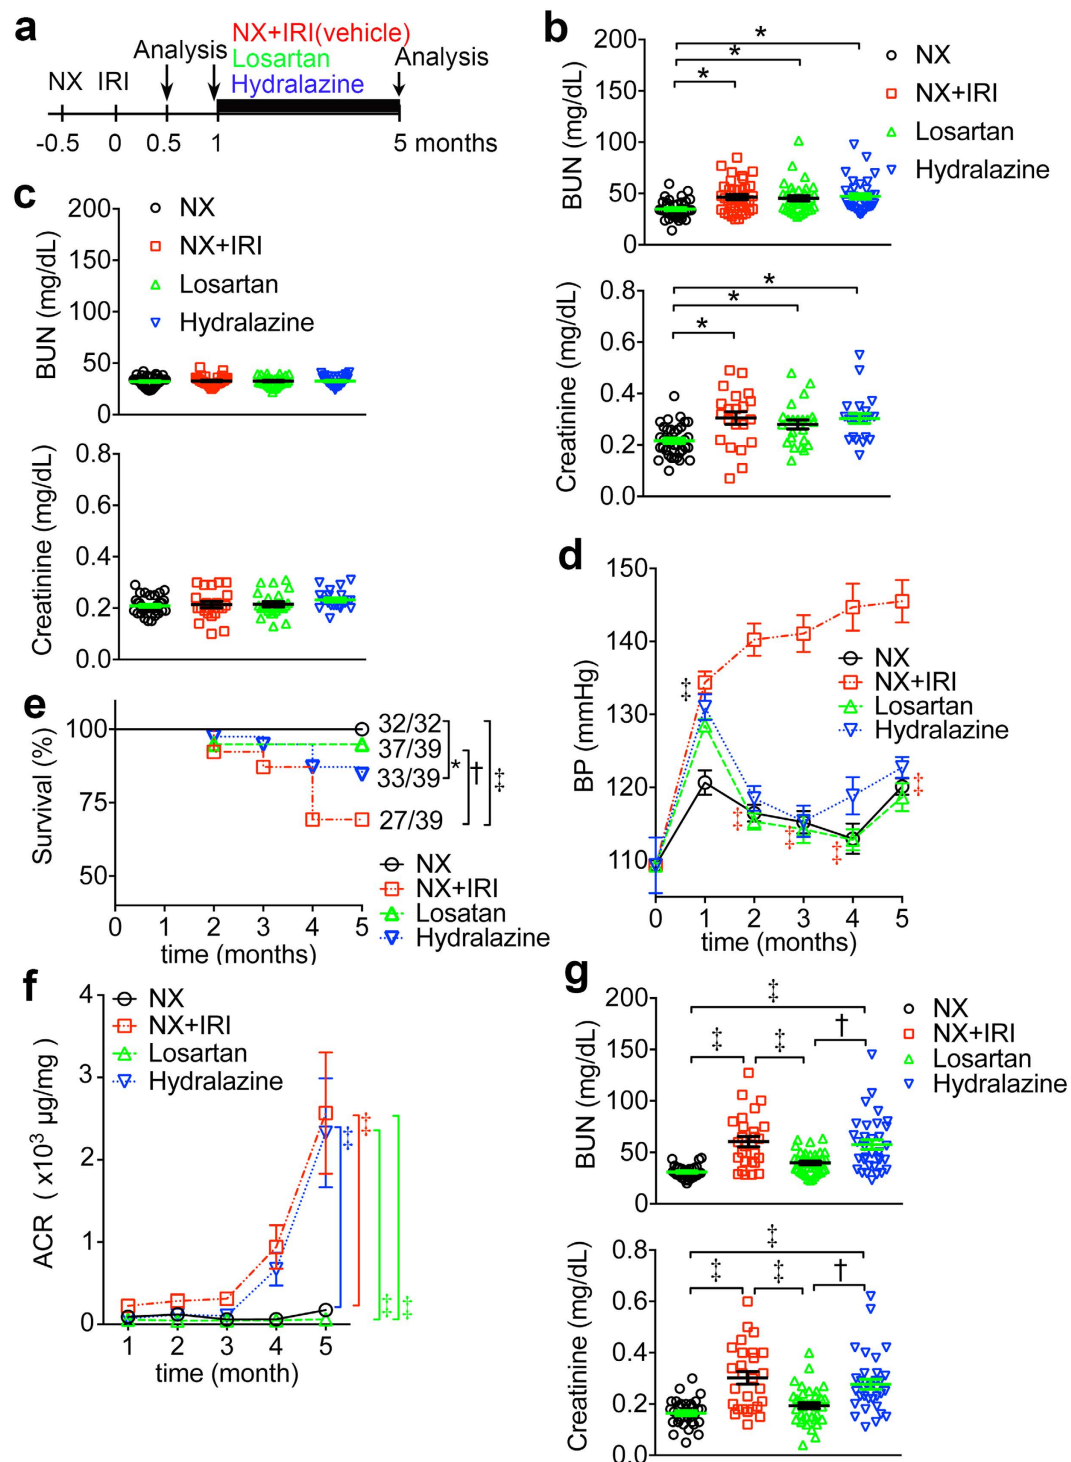 a
NX+IRI(vehicle)
Analysis
Losartan
Analysis
NX IRI
Hydralazine
-0.5 0 0.5 1 5 months
b
BUN (mg/dL)
200
150
100
50
0
* * *
NX
NX+IRI
Losartan
Hydralazine
Creatinine (mg/dL)
0.8
0.6
0.4
0.2
0.0
* * *
c
BUN (mg/dL)
200
150
100
50
0
NX
NX+IRI
Losartan
Hydralazine
Creatinine (mg/dL)
0.8
0.6
0.4
0.2
0.0
d
BP (mmHg)
150
140
130
120
110
‡ ‡ ‡ ‡ ‡
NX
NX+IRI
Losartan
Hydralazine
0 1 2 3 4 5
time (months)
e
Survival (%)
100
75
50
32/32
37/39
33/39
27/39
* † ‡
NX
NX+IRI
Losatan
Hydralazine
0 1 2 3 4 5
time (months)
f
ACR ( x10³ µg/mg)
4
3
2
1
0
NX
NX+IRI
Losartan
Hydralazine
‡ ‡ ‡ ‡
1 2 3 4 5
time (month)
g
BUN (mg/dL)
200
150
100
50
0
‡
‡ ‡ †
NX
NX+IRI
Losartan
Hydralazine
Creatinine (mg/dL)
0.8
0.6
0.4
0.2
0.0
‡
‡ ‡ †